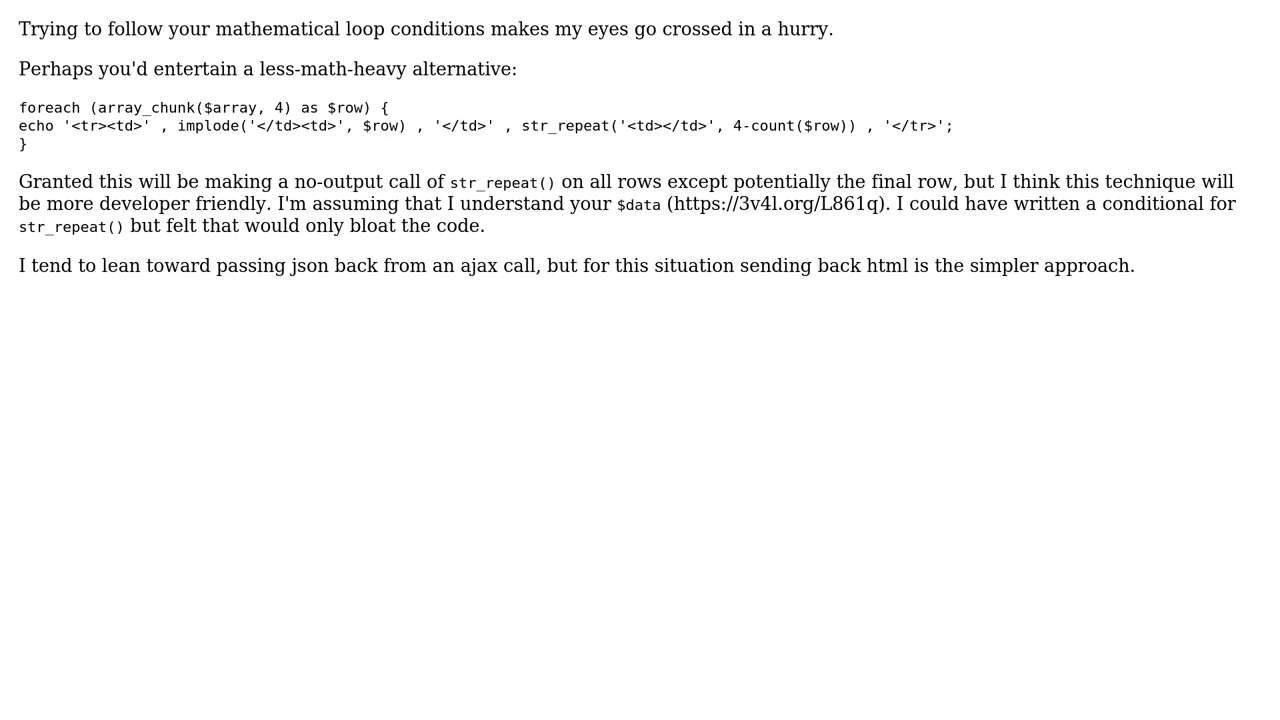 Trying to follow your mathematical loop conditions makes my eyes go crossed in a hurry.
Perhaps you'd entertain a less-math-heavy alternative:
foreach (array_chunk($array, 4) as $row) {
echo '<tr><td>' , implode('</td><td>', $row) , '</td>' , str_repeat('<td></td>', 4-count($row)) , '</tr>';
}
Granted this will be making a no-output call of str_repeat() on all rows except potentially the final row, but I think this technique will
be more developer friendly. I'm assuming that I understand your $data (https://3v4l.org/L861q). I could have written a conditional for
str_repeat() but felt that would only bloat the code.
I tend to lean toward passing json back from an ajax call, but for this situation sending back html is the simpler approach.